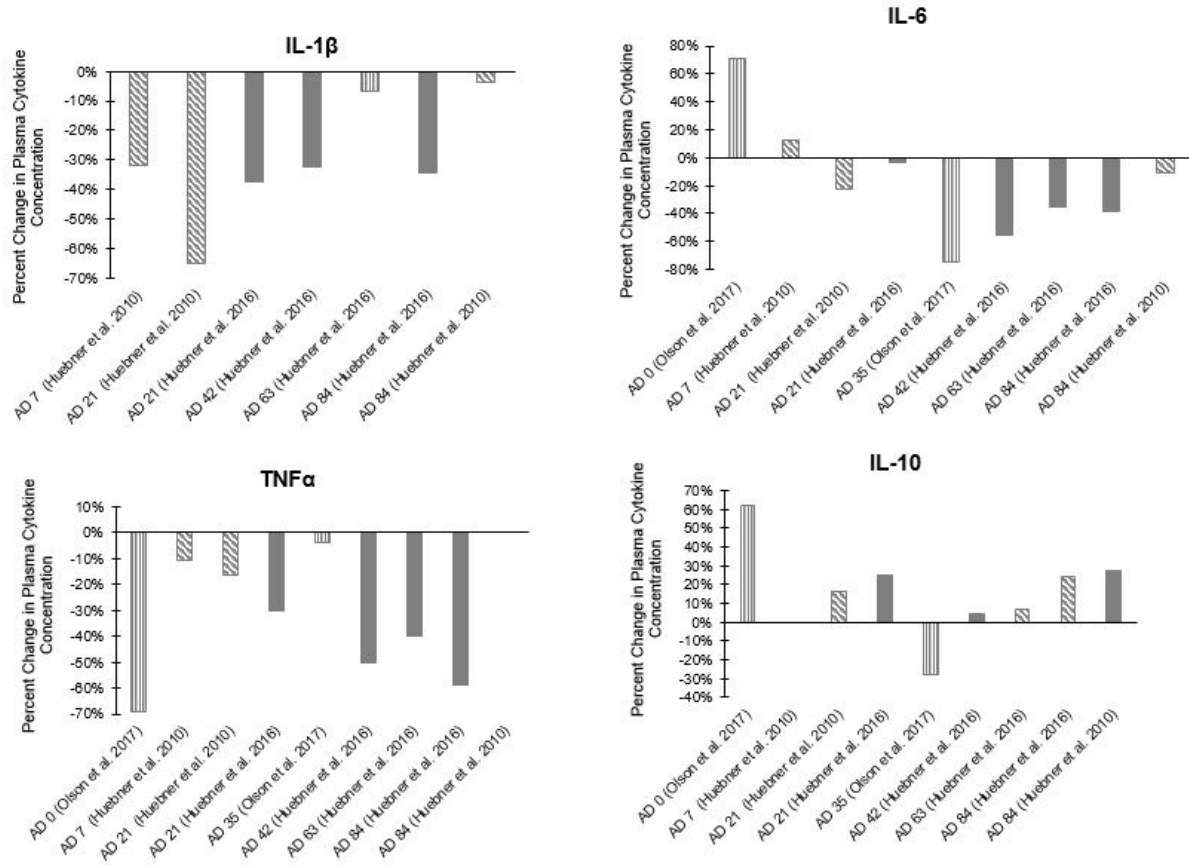 IL-1β
Percent Change in Plasma Cytokine
Concentration
0%
-10%
-20%
-30%
-40%
-50%
-60%
-70%
AD 7 (Huebner et al. 2010)
AD 21 (Huebner et al. 2010)
AD 21 (Huebner et al. 2016)
AD 42 (Huebner et al. 2016)
AD 63 (Huebner et al. 2016)
AD 84 (Huebner et al. 2016)
AD 84 (Huebner et al. 2010)
IL-6
Percent Change in Plasma Cytokine
Concentration
80%
60%
40%
20%
0%
-20%
-40%
-60%
-80%
AD 0 (Olson et al. 2017)
AD 7 (Huebner et al. 2010)
AD 21 (Huebner et al. 2010)
AD 21 (Huebner et al. 2016)
AD 35 (Olson et al. 2017)
AD 42 (Huebner et al. 2016)
AD 63 (Huebner et al. 2016)
AD 84 (Huebner et al. 2016)
AD 84 (Huebner et al. 2010)
TNFα
Percent Change in Plasma Cytokine
Concentration
10%
0%
-10%
-20%
-30%
-40%
-50%
-60%
-70%
AD 0 (Olson et al. 2017)
AD 7 (Huebner et al. 2010)
AD 21 (Huebner et al. 2010)
AD 21 (Huebner et al. 2016)
AD 35 (Olson et al. 2017)
AD 42 (Huebner et al. 2016)
AD 63 (Huebner et al. 2016)
AD 84 (Huebner et al. 2016)
AD 84 (Huebner et al. 2010)
IL-10
Percent Change in Plasma Cytokine
Concentration
70%
60%
50%
40%
30%
20%
10%
0%
-10%
-20%
-30%
-40%
AD 0 (Olson et al. 2017)
AD 7 (Huebner et al. 2010)
AD 21 (Huebner et al. 2010)
AD 21 (Huebner et al. 2016)
AD 35 (Olson et al. 2017)
AD 42 (Huebner et al. 2016)
AD 63 (Huebner et al. 2016)
AD 84 (Huebner et al. 2016)
AD 84 (Huebner et al. 2010)